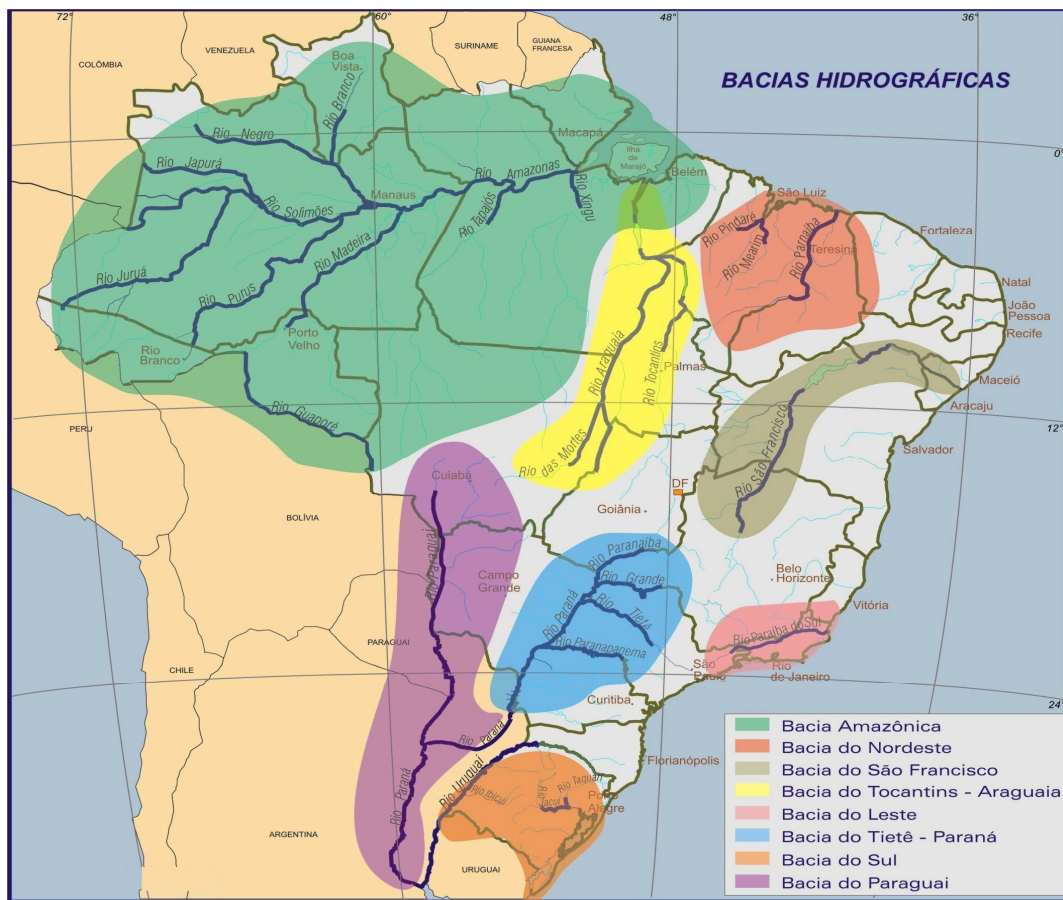 72°
60°
48°
36°
BACIAS HIDROGRÁFICAS
VENEZUELA
SURINAME
GUIANA
FRANCESA
COLÔMBIA
Boa
Vista
Rio Branco
Rio Negro
Macapá
Ilha
de
Marajó
Belém
0°
Rio Japurá
Manaus
Rio Amazonas
Rio Solimões
Rio Tapajós
Rio Xingu
São Luiz
Rio Pindaré
Rio Mearim
Rio Parnaiba
Teresina
Fortaleza
Rio Madeira
Rio Juruá
Rio Purus
Natal
João
Pessoa
Recife
Rio
Branco
Porto
Velho
Rio Araguaia
Rio Tocantins
Palmas
Maceió
Aracaju
PERU
Rio Guaporé
Rio São Francisco
12°
Salvador
Rio das Mortes
Cuiabá
DF
Goiânia
BOLÍVIA
Rio Paraguai
Rio Paranaiba
Campo
Grande
Rio Grande
Belo
Horizonte
Rio Tietê
Rio Paraná
Vitória
Rio Paraiba do Sul
PARAGUAI
Rio Paranapanema
São
Paulo
Rio
de Janeiro
CHILE
Curitiba
24°
Rio Paraná
Florianópolis
Rio Uruguai
Rio Paraná
Rio Ibicui
Rio Taquari
Rio Jacui
Porto
Alegre
ARGENTINA
URUGUAI
Bacia Amazônica
Bacia do Nordeste
Bacia do São Francisco
Bacia do Tocantins - Araguaia
Bacia do Leste
Bacia do Tietê - Paraná
Bacia do Sul
Bacia do Paraguai